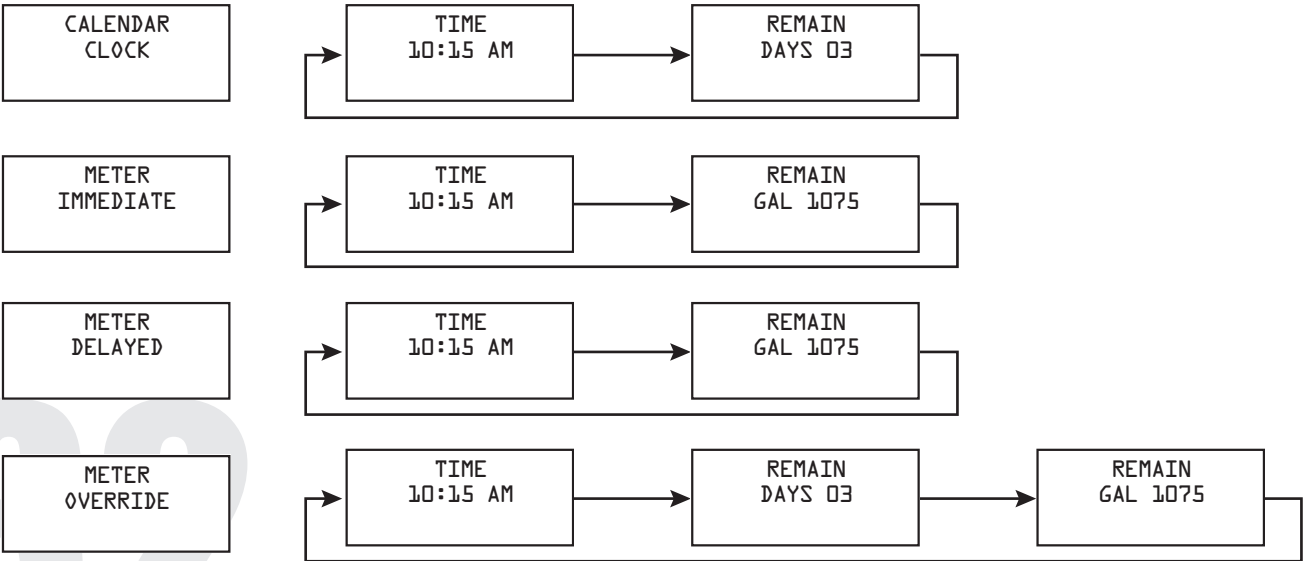 CALENDAR
CLOCK
TIME
10:15 AM
REMAIN
DAYS 03
METER
IMMEDIATE
TIME
10:15 AM
REMAIN
GAL 1075
METER
DELAYED
TIME
10:15 AM
REMAIN
GAL 1075
METER
OVERRIDE
TIME
10:15 AM
REMAIN
DAYS 03
REMAIN
GAL 1075